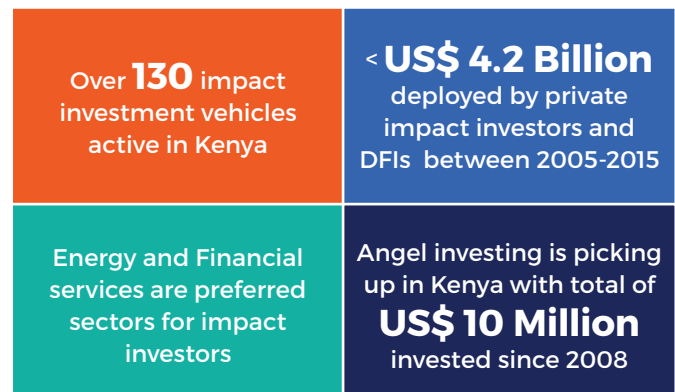 Over 130 impact
investment vehicles
active in Kenya
< US$ 4.2 Billion
deployed by private
impact investors and
DFIs between 2005-2015
Energy and Financial
services are preferred
sectors for impact
investors
Angel investing is picking
up in Kenya with total of
US$ 10 Million
invested since 2008